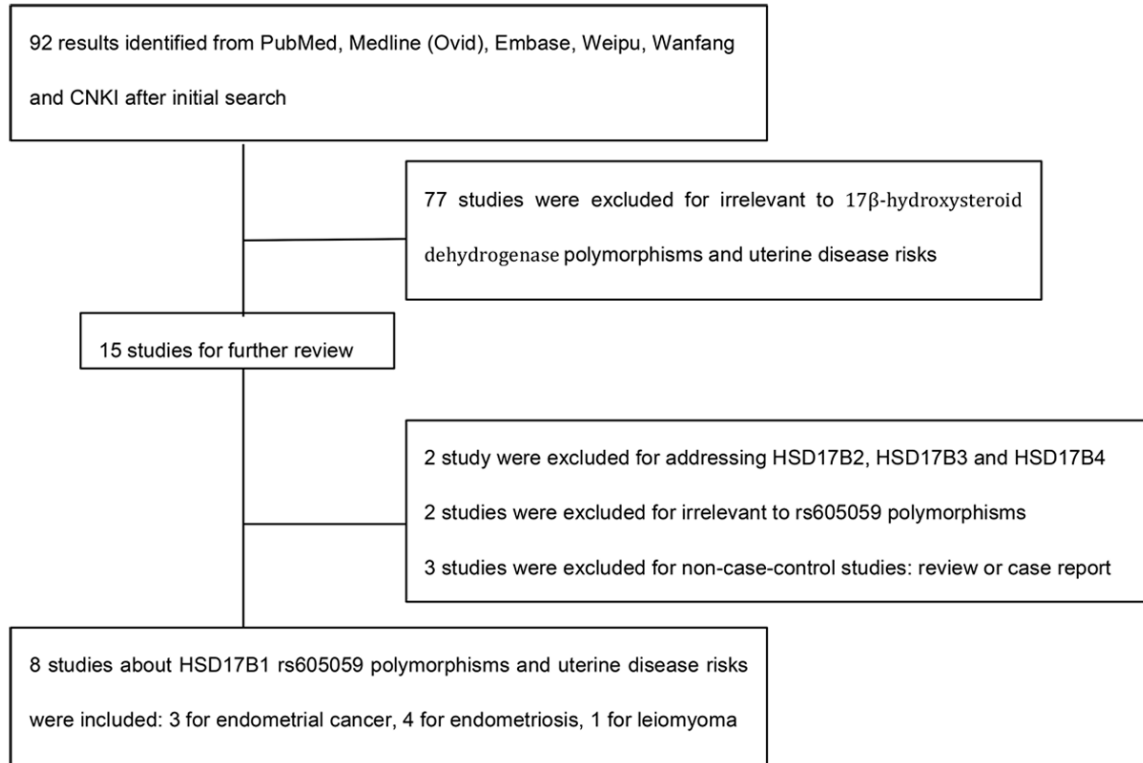 92 results identified from PubMed, Medline (Ovid), Embase, Weipu, Wanfang
and CNKI after initial search
77 studies were excluded for irrelevant to 17β-hydroxysteroid
dehydrogenase polymorphisms and uterine disease risks
15 studies for further review
2 study were excluded for addressing HSD17B2, HSD17B3 and HSD17B4
2 studies were excluded for irrelevant to rs605059 polymorphisms
3 studies were excluded for non-case-control studies: review or case report
8 studies about HSD17B1 rs605059 polymorphisms and uterine disease risks
were included: 3 for endometrial cancer, 4 for endometriosis, 1 for leiomyoma